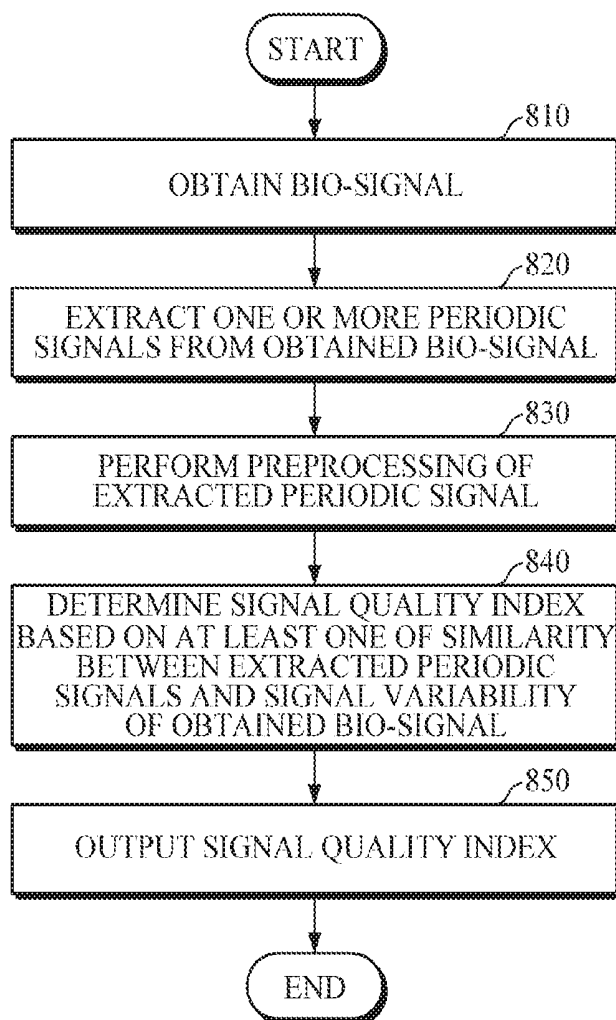 START
810
OBTAIN BIO-SIGNAL
820
EXTRACT ONE OR MORE PERIODIC
SIGNALS FROM OBTAINED BIO-SIGNAL
830
PERFORM PREPROCESSING OF
EXTRACTED PERIODIC SIGNAL
840
DETERMINE SIGNAL QUALITY INDEX
BASED ON AT LEAST ONE OF SIMILARITY
BETWEEN EXTRACTED PERIODIC
SIGNALS AND SIGNAL VARIABILITY
OF OBTAINED BIO-SIGNAL
850
OUTPUT SIGNAL QUALITY INDEX
END